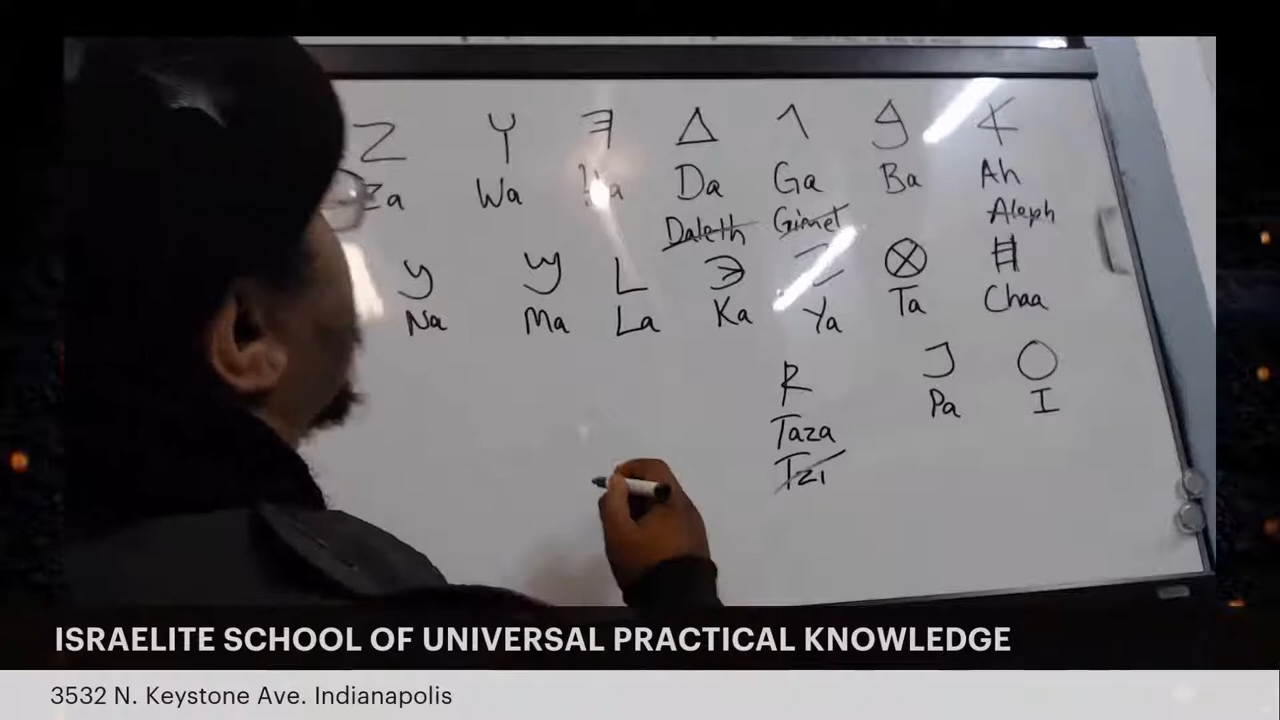 𐤆 𐤅 𐤄 𐤃 𐤂 𐤁 𐤀
Za Wa Ha Da Ga Ba Ah
Daleth Gimel Aleph
𐤍 𐤌 𐤋 𐤊 𐤉 𐤈 𐤇
Na Ma La Ka Ya Ta Chaa
𐤑 𐤐 𐤏
Taza Pa I
Tzi
ISRAELITE SCHOOL OF UNIVERSAL PRACTICAL KNOWLEDGE
3532 N. Keystone Ave. Indianapolis